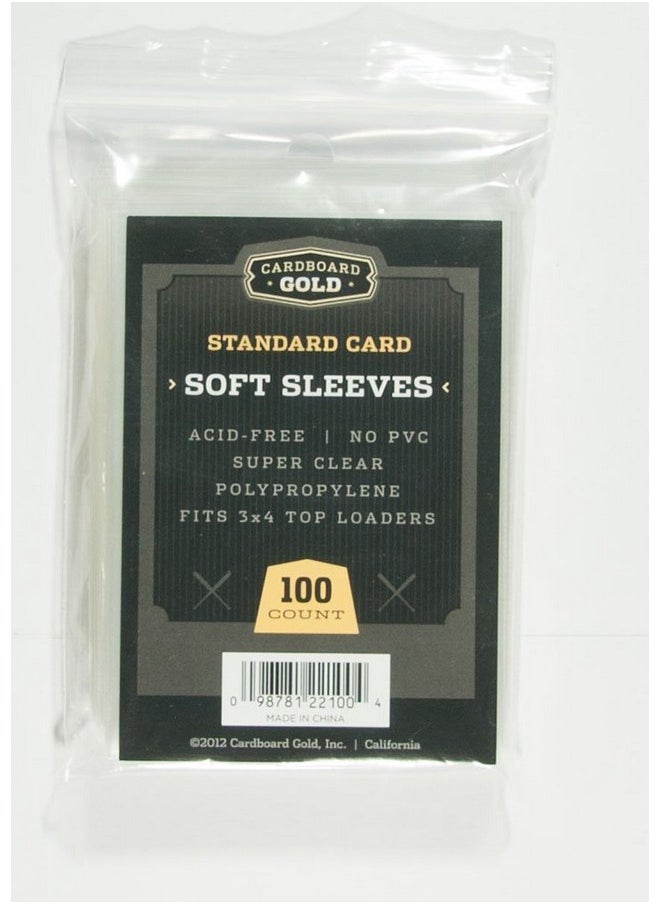 CARDBOARD
GOLD
STANDARD CARD
› SOFT SLEEVES ‹
ACID-FREE | NO PVC
SUPER CLEAR
POLYPROPYLENE
FITS 3x4 TOP LOADERS
100
COUNT
0 98781 22100 4
MADE IN CHINA
©2012 Cardboard Gold, Inc. | California